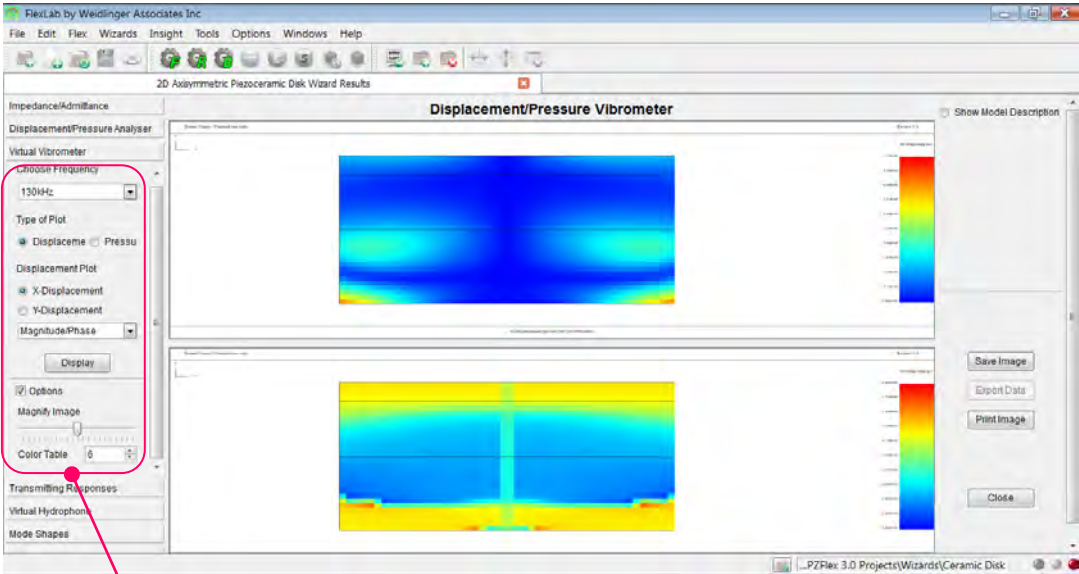 FlexLab by Weidlinger Associates Inc
File Edit Flex Wizards Insight Tools Options Windows Help
2D Axisymmetric Piezoceramic Disk Wizard Results
Impedance/Admittance
Displacement/Pressure Analyser
Virtual Vibrometer
Choose Frequency
130kHz
Type of Plot
Displaceme Pressu
Displacement Plot
X-Displacement
Y-Displacement
Magnitude/Phase
Display
Options
Magnify Image
Color Table 6
Transmitting Responses
Virtual Hydrophone
Mode Shapes
Displacement/Pressure Vibrometer
Show Model Description
Save Image
Export Data
Print Image
Close
...PZFlex 3.0 Projects\Wizards\Ceramic Disk